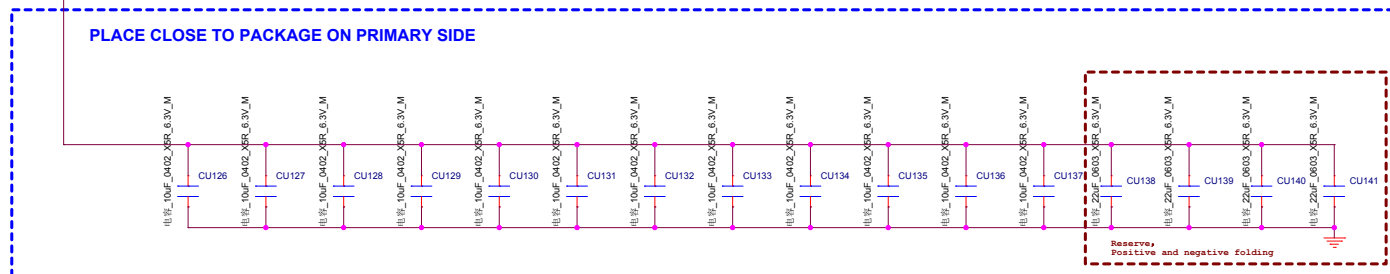 PLACE CLOSE TO PACKAGE ON PRIMARY SIDE
电容_10uF_0402_X5R_6.3V_M
CU126
电容_10uF_0402_X5R_6.3V_M
CU127
电容_10uF_0402_X5R_6.3V_M
CU128
电容_10uF_0402_X5R_6.3V_M
CU129
电容_10uF_0402_X5R_6.3V_M
CU130
电容_10uF_0402_X5R_6.3V_M
CU131
电容_10uF_0402_X5R_6.3V_M
CU132
电容_10uF_0402_X5R_6.3V_M
CU133
电容_10uF_0402_X5R_6.3V_M
CU134
电容_10uF_0402_X5R_6.3V_M
CU135
电容_10uF_0402_X5R_6.3V_M
CU136
电容_10uF_0402_X5R_6.3V_M
CU137
电容_22uF_0603_X5R_6.3V_M
CU138
电容_22uF_0603_X5R_6.3V_M
CU139
电容_22uF_0603_X5R_6.3V_M
CU140
电容_22uF_0603_X5R_6.3V_M
CU141
Reserve,
Positive and negative folding